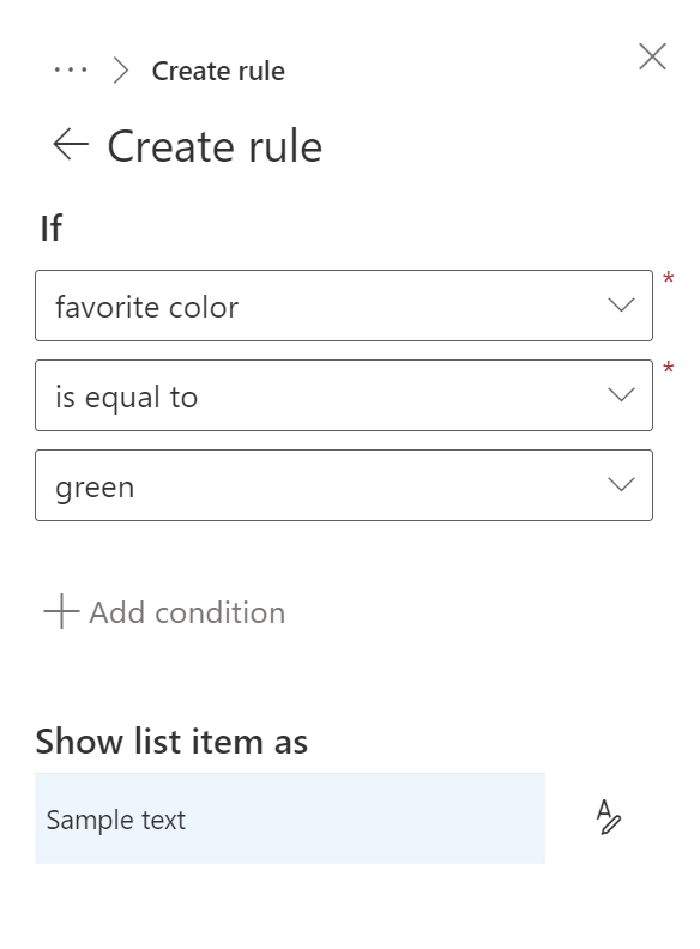 ··· > Create rule
← Create rule
If
favorite color *
is equal to *
green
+ Add condition
Show list item as
Sample text